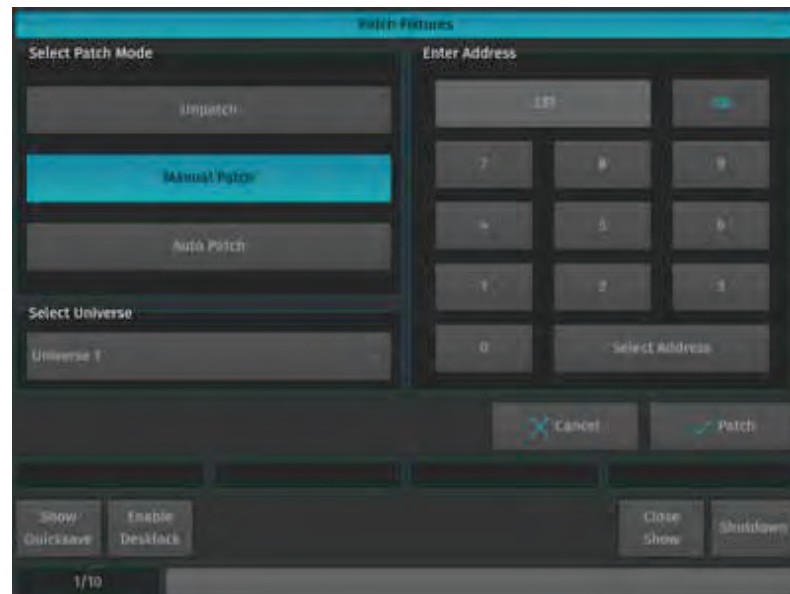 Patch Fixtures
Select Patch Mode
Enter Address
Unpatch
7 8 9
Manual Patch
4 5 6
Auto Patch
1 2 3
Select Universe
Universe 1
0 Select Address
Cancel Patch
Show Quicksave
Enable Desklock
Close Show
Shutdown
1/10